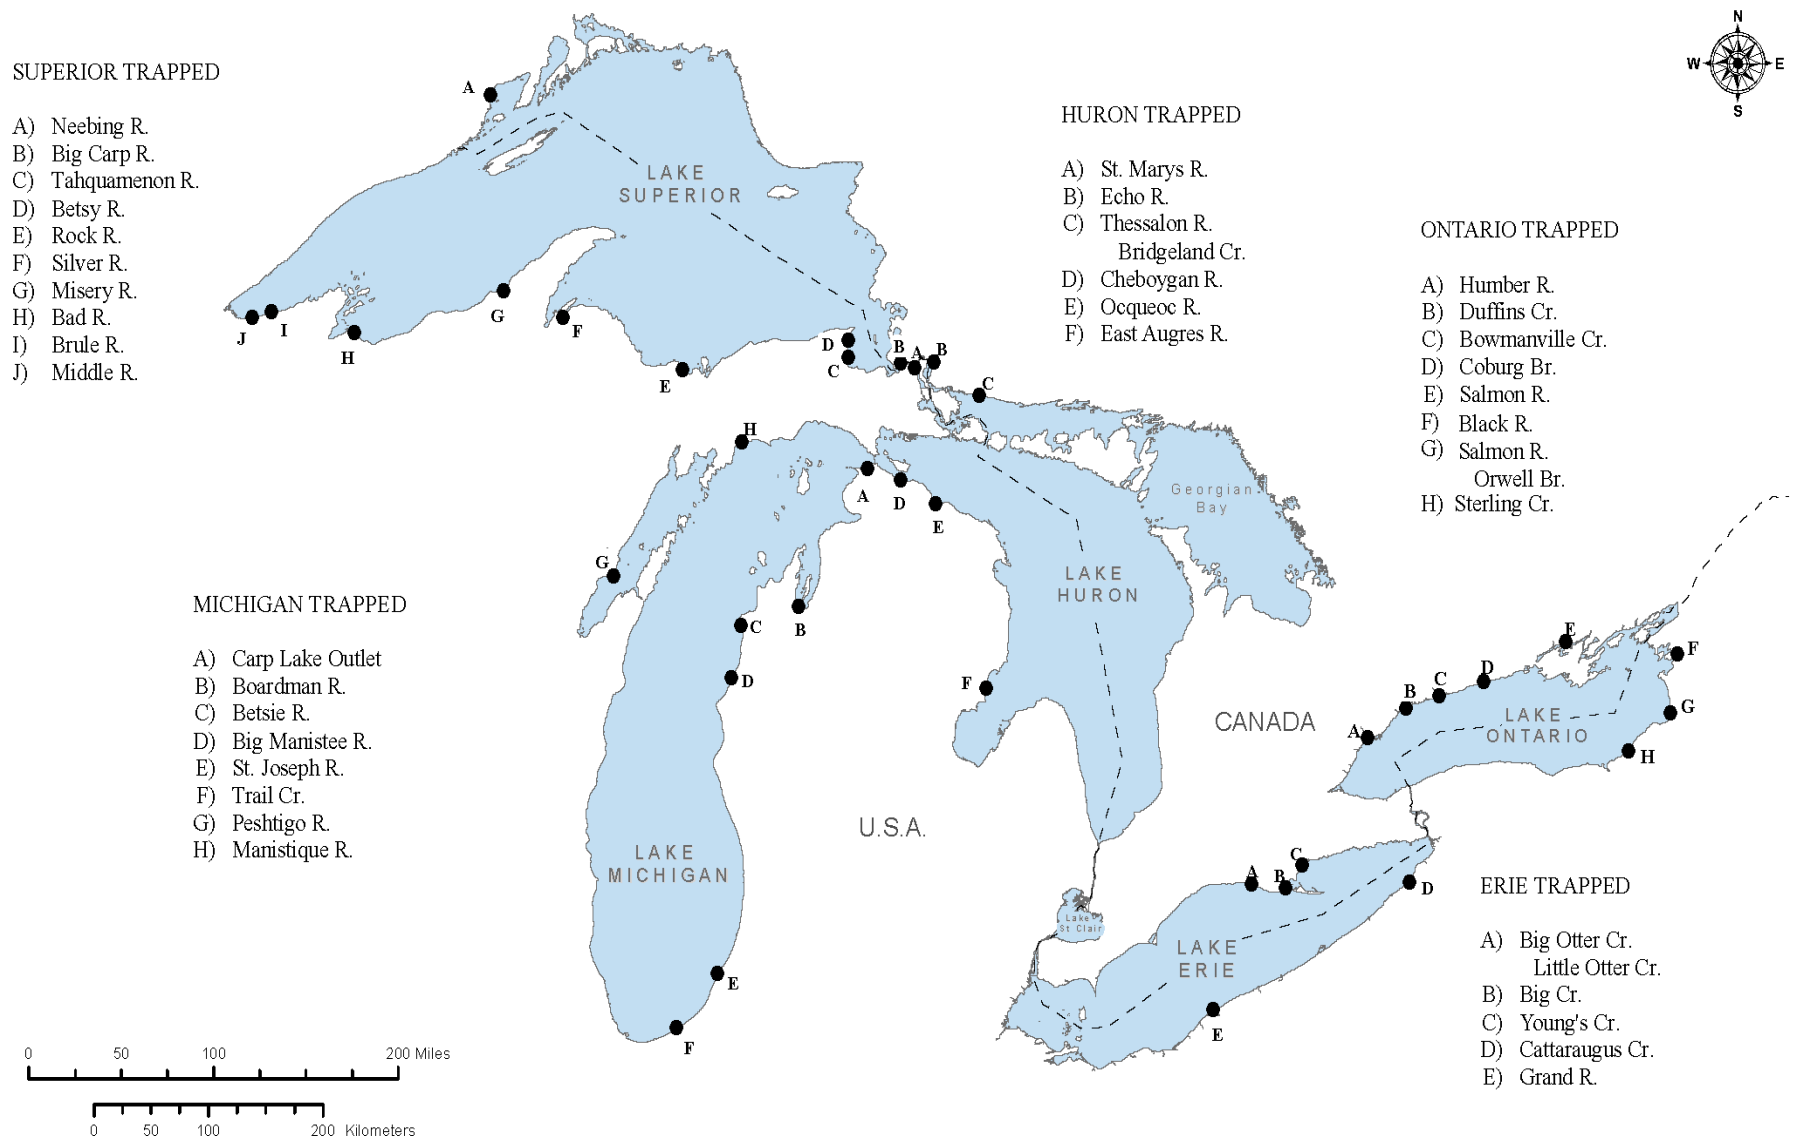 N
W
E
S
SUPERIOR TRAPPED
A) Neebing R.
B) Big Carp R.
C) Tahquamenon R.
D) Betsy R.
E) Rock R.
F) Silver R.
G) Misery R.
H) Bad R.
I) Brule R.
J) Middle R.
HURON TRAPPED
A) St. Marys R.
B) Echo R.
C) Thessalon R.
Bridgeland Cr.
D) Cheboygan R.
E) Ocqueoc R.
F) East Augres R.
ONTARIO TRAPPED
A) Humber R.
B) Duffins Cr.
C) Bowmanville Cr.
D) Coburg Br.
E) Salmon R.
F) Black R.
G) Salmon R.
Orwell Br.
H) Sterling Cr.
MICHIGAN TRAPPED
A) Carp Lake Outlet
B) Boardman R.
C) Betsie R.
D) Big Manistee R.
E) St. Joseph R.
F) Trail Cr.
G) Peshtigo R.
H) Manistique R.
ERIE TRAPPED
A) Big Otter Cr.
Little Otter Cr.
B) Big Cr.
C) Young's Cr.
D) Cattaraugus Cr.
E) Grand R.
LAKE
SUPERIOR
A
J
I
H
G
F
E
D
C
B
A
B
C
D
E
F
Georgian
Bay
LAKE
HURON
H
A
G
B
C
D
E
F
LAKE
MICHIGAN
U.S.A.
CANADA
LAKE
ONTARIO
A
B
C
D
E
F
G
H
Lake
St Clair
LAKE
ERIE
A
B
C
D
E
0 50 100 200 Miles
0 50 100 200 Kilometers